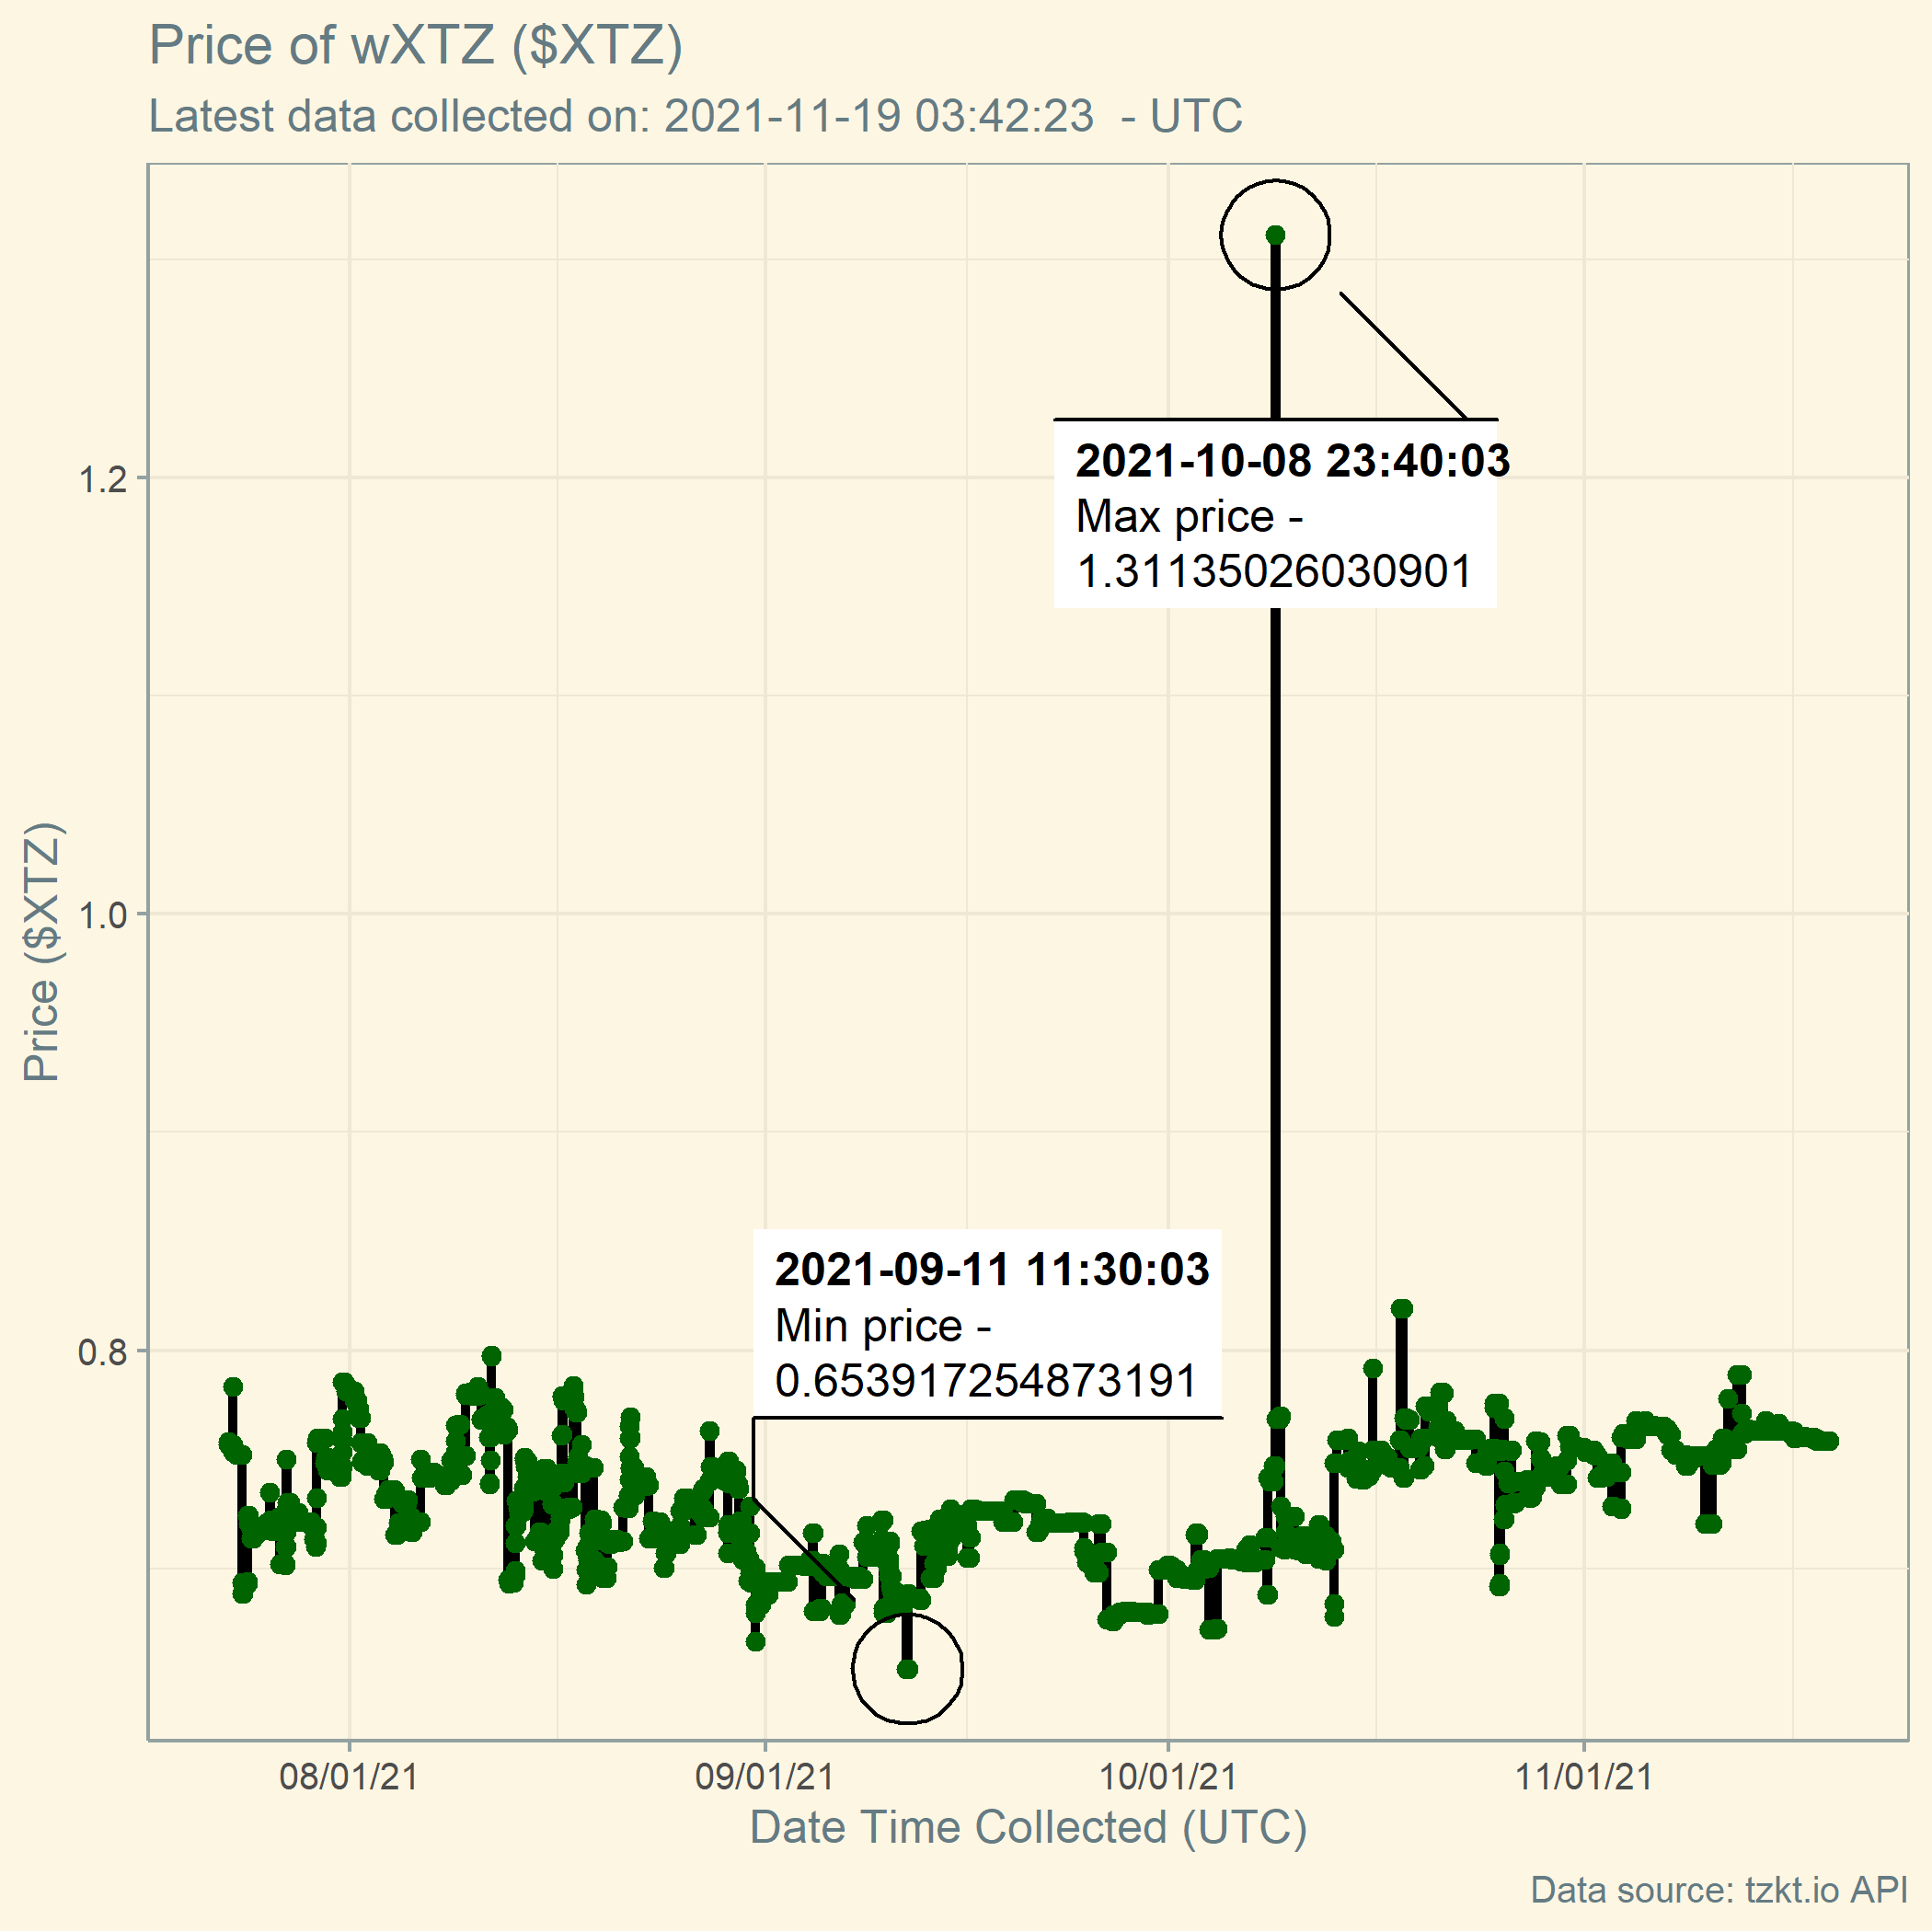 Price of wXTZ ($XTZ)
Latest data collected on: 2021-11-19 03:42:23  - UTC
2021-10-08 23:40:03
Max price -
1.31135026030901
1.2
1.0
0.8
Price ($XTZ)
2021-09-11 11:30:03
Min price -
0.653917254873191
08/01/21
09/01/21
10/01/21
11/01/21
Date Time Collected (UTC)
Data source: tzkt.io API